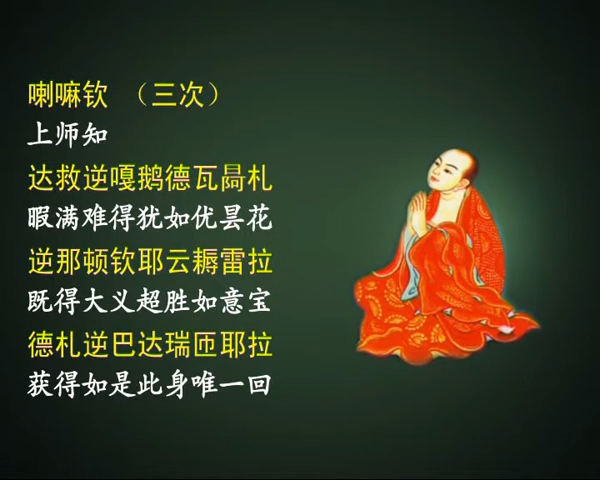 喇嘛钦 （三次）
上师知
达救逆嘎鹅德瓦咼札
暇满难得犹如优昙花
逆那顿钦耶云耨雷拉
既得大义超胜如意宝
德札逆巴达瑞匝耶拉
获得如是此身唯一回